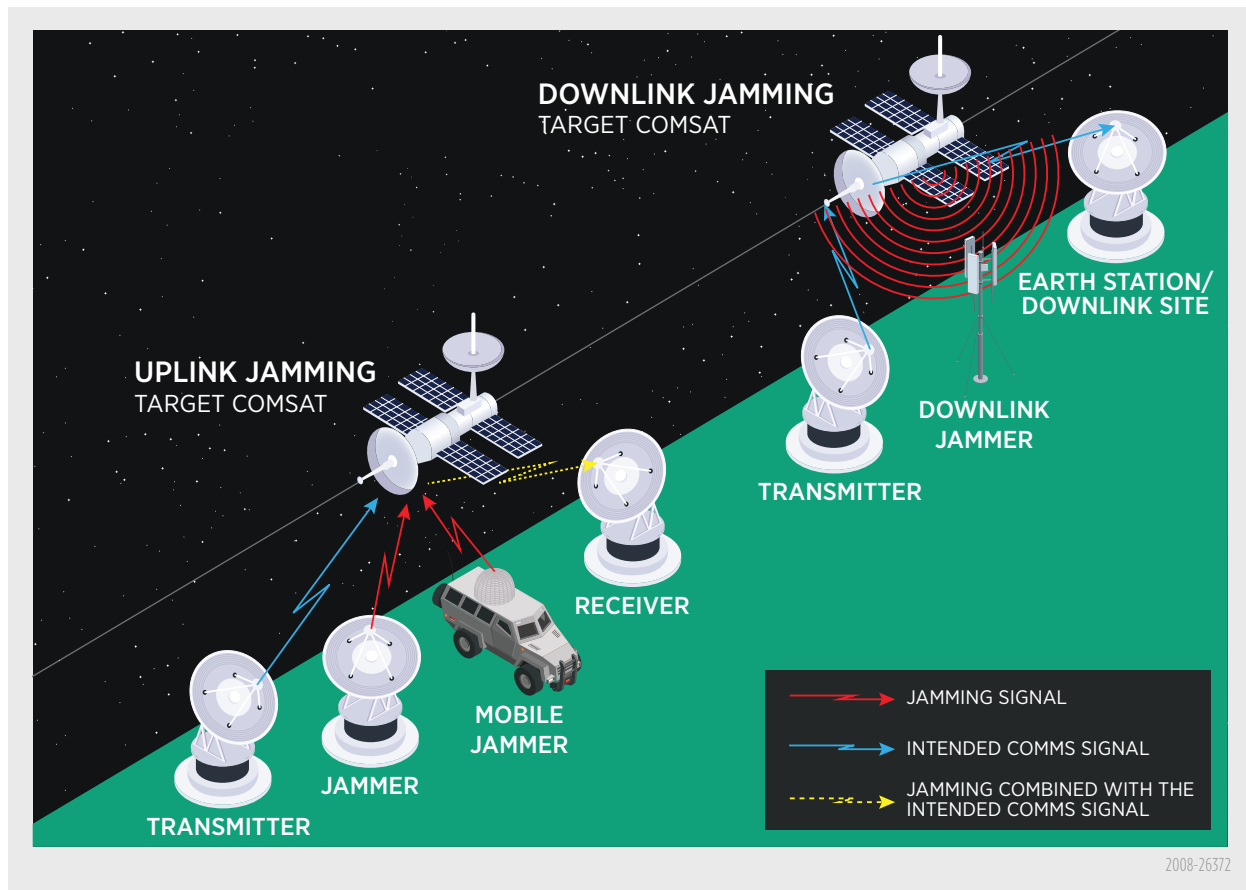 DOWNLINK JAMMING
TARGET COMSAT
EARTH STATION/
DOWNLINK SITE
UPLINK JAMMING
TARGET COMSAT
DOWNLINK
JAMMER
TRANSMITTER
RECEIVER
MOBILE
JAMMER
JAMMER
TRANSMITTER
JAMMING SIGNAL
INTENDED COMMS SIGNAL
JAMMING COMBINED WITH THE
INTENDED COMMS SIGNAL
2008-26372